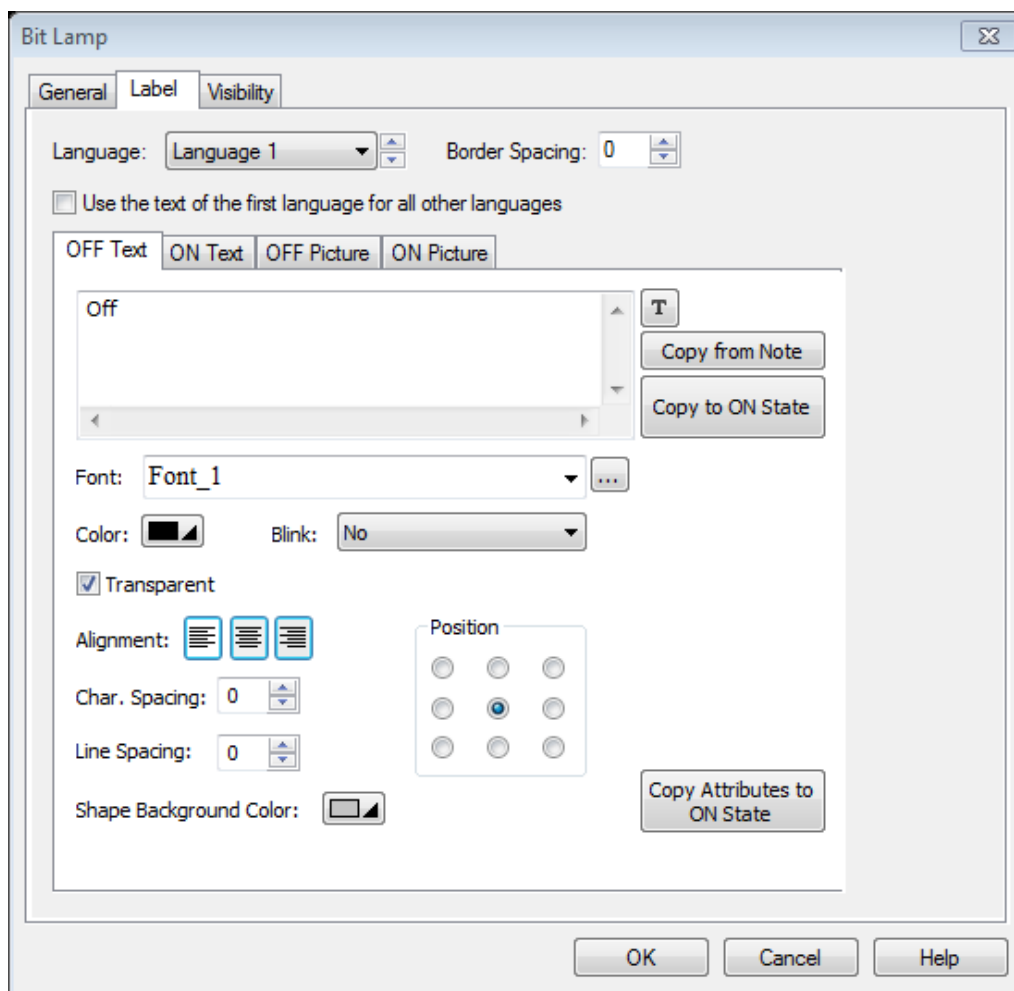 Bit Lamp
General Label Visibility
Language: Language 1 Border Spacing: 0
Use the text of the first language for all other languages
OFF Text ON Text OFF Picture ON Picture
Off
T
Copy from Note
Copy to ON State
Font: Font_1 ...
Color: Blink: No
Transparent
Alignment: Position
Char. Spacing: 0
Line Spacing: 0
Shape Background Color:
Copy Attributes to
ON State
OK Cancel Help